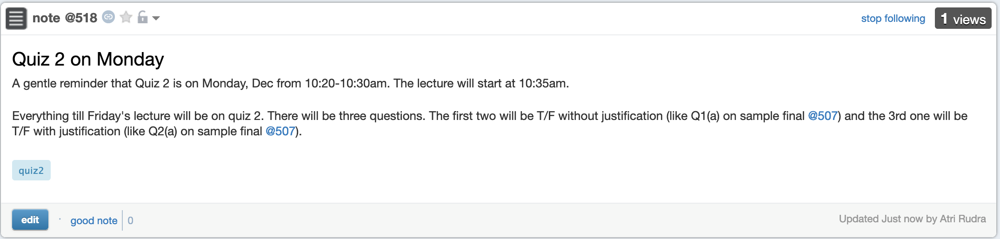 note @518
stop following
1 views
Quiz 2 on Monday
A gentle reminder that Quiz 2 is on Monday, Dec from 10:20-10:30am. The lecture will start at 10:35am.
Everything till Friday's lecture will be on quiz 2. There will be three questions. The first two will be T/F without justification (like Q1(a) on sample final @507) and the 3rd one will be
T/F with justification (like Q2(a) on sample final @507).
quiz2
edit · good note 0
Updated Just now by Atri Rudra